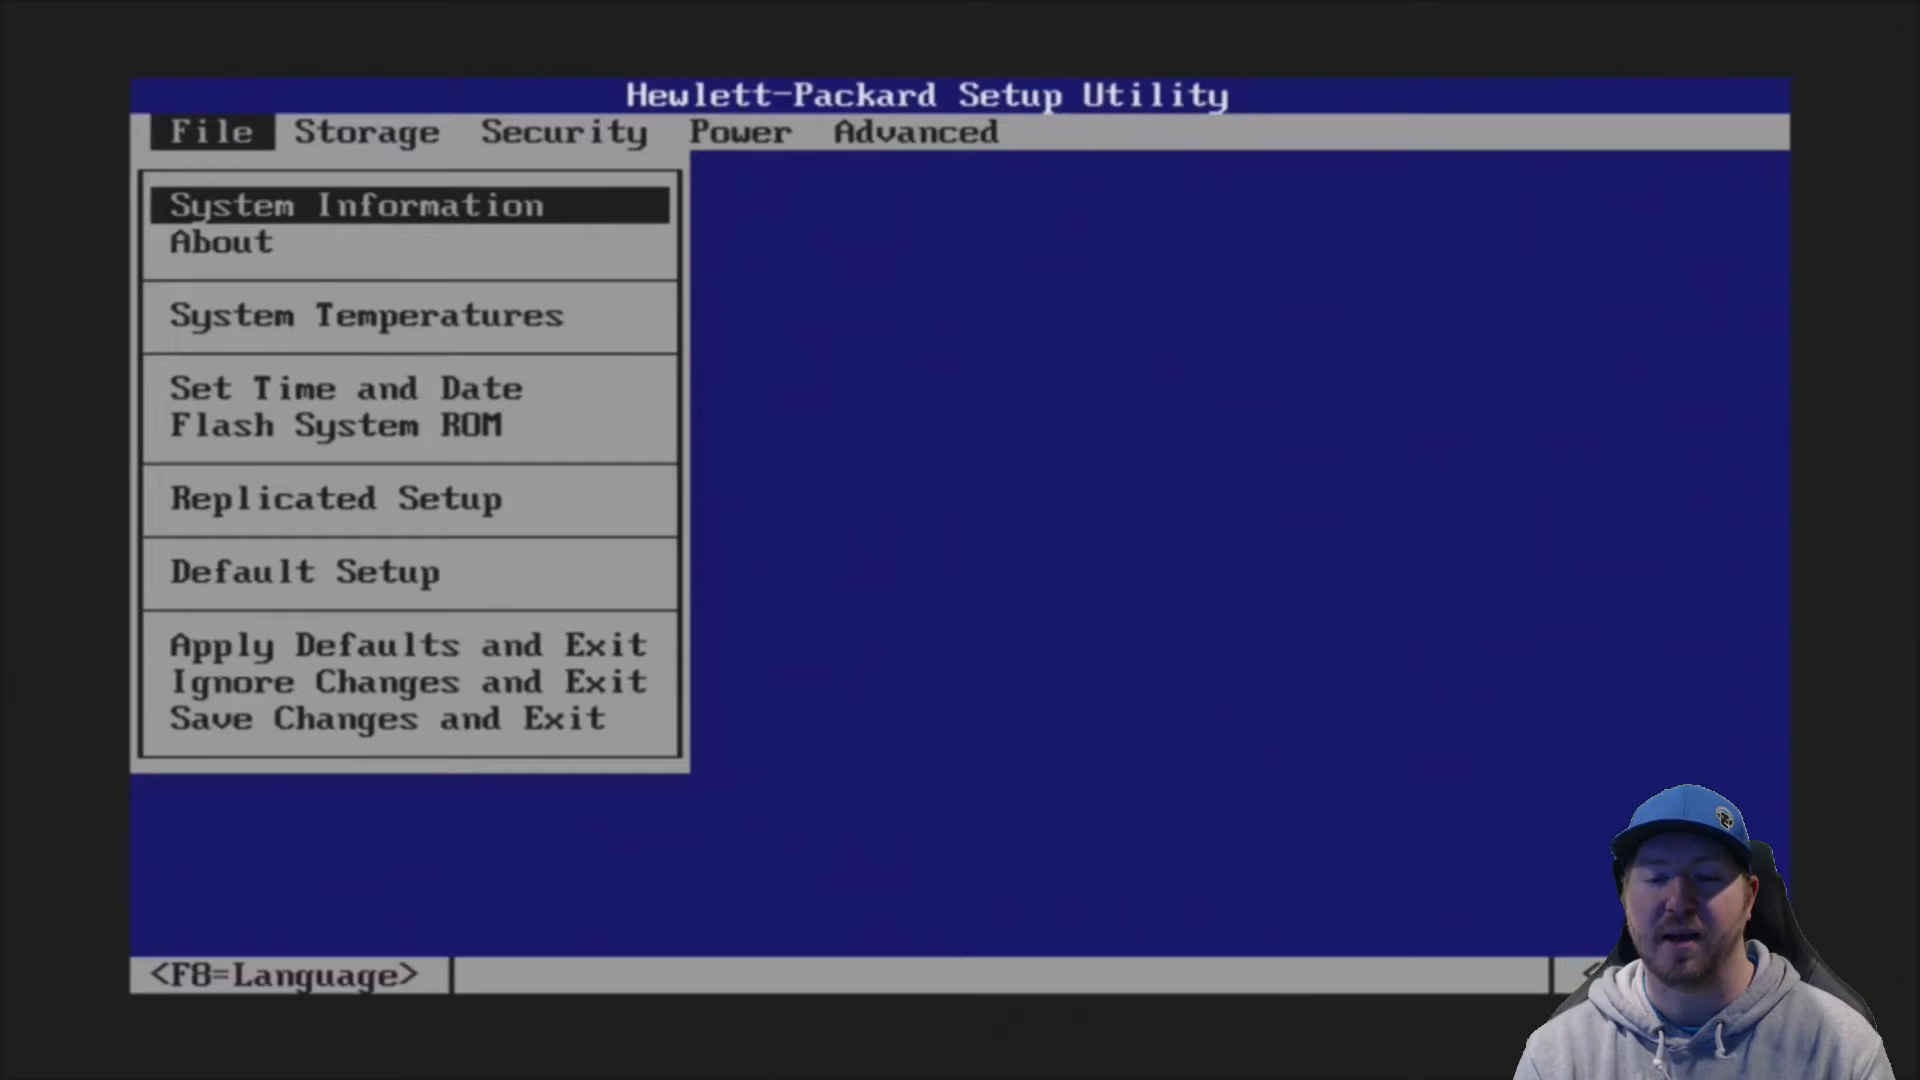 Hewlett-Packard Setup Utility
File Storage Security Power Advanced
System Information
About
System Temperatures
Set Time and Date
Flash System ROM
Replicated Setup
Default Setup
Apply Defaults and Exit
Ignore Changes and Exit
Save Changes and Exit
<F8=Language>